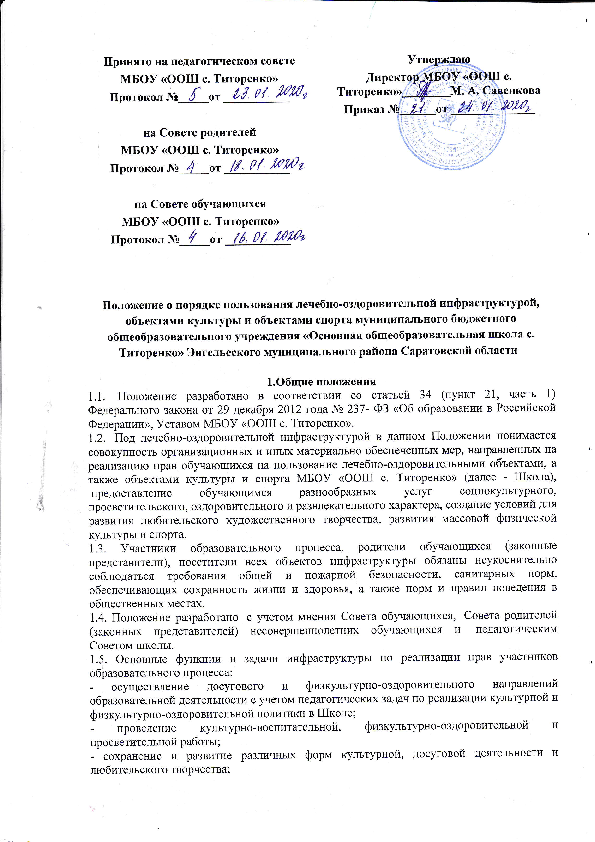 Принято на педагогическом совете
МБОУ «ООШ с. Титоренко»
Протокол № 5 от 23.01 2020г
на Совете родителей
МБОУ «ООШ с. Титоренко»
Протокол № 4 от 18.01 2020г
на Совете обучающихся
МБОУ «ООШ с. Титоренко»
Протокол № 4 от 16.01 2020г
Утверждаю
Директор МБОУ «ООШ с.
Титоренко» М. А. Савенкова
Приказ № 21 от 24.01 2020г
Положение о порядке пользования лечебно-оздоровительной инфраструктурой,
объектами культуры и объектами спорта муниципального бюджетного
общеобразовательного учреждения «Основная общеобразовательная школа с.
Титоренко» Энгельсского муниципального района Саратовской области
1.Общие положения
1.1. Положение разработано в соответствии со статьей 34 (пункт 21, часть 1)
Федерального закона от 29 декабря 2012 года № 237- ФЗ «Об образовании в Российской
Федерации», Уставом МБОУ «ООШ с. Титоренко».
1.2. Под лечебно-оздоровительной инфраструктурой в данном Положении понимается
совокупность организационных и иных материально обеспеченных мер, направленных на
реализацию прав обучающихся на пользование лечебно-оздоровительными объектами, а
также объектами культуры и спорта МБОУ «ООШ с. Титоренко» (далее - Школа),
предоставление обучающимся разнообразных услуг социокультурного,
просветительского, оздоровительного и развлекательного характера, создание условий для
развития любительского художественного творчества, развития массовой физической
культуры и спорта.
1.3. Участники образовательного процесса, родители обучающихся (законные
представители), посетители всех объектов инфраструктуры обязаны неукоснительно
соблюдаться требования общей и пожарной безопасности, санитарных норм,
обеспечивающих сохранность жизни и здоровья, а также норм и правил поведения в
общественных местах.
1.4. Положение разработано с учетом мнения Совета обучающихся, Совета родителей
(законных представителей) несовершеннолетних обучающихся и педагогическим
Советом школы.
1.5. Основные функции и задачи инфраструктуры по реализации прав участников
образовательного процесса:
- осуществление досугового и физкультурно-оздоровительного направлений
образовательной деятельности с учетом педагогических задач по реализации культурной и
физкультурно-оздоровительной политики в Школе;
- проведение культурно-воспитательной, физкультурно-оздоровительной и
просветительной работы;
- сохранение и развитие различных форм культурной, досуговой деятельности и
любительского творчества;